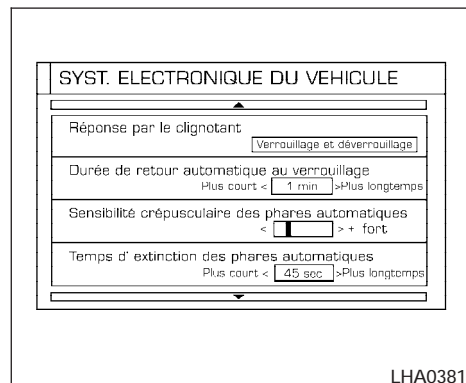 SYST. ELECTRONIQUE DU VEHICULE
Réponse par le clignotant
Verrouillage et déverrouillage
Durée de retour automatique au verrouillage
Plus court < 1 min >Plus longtemps
Sensibilité crépusculaire des phares automatiques
< > + fort
Temps d' extinction des phares automatiques
Plus court < 45 sec >Plus longtemps
LHA0381